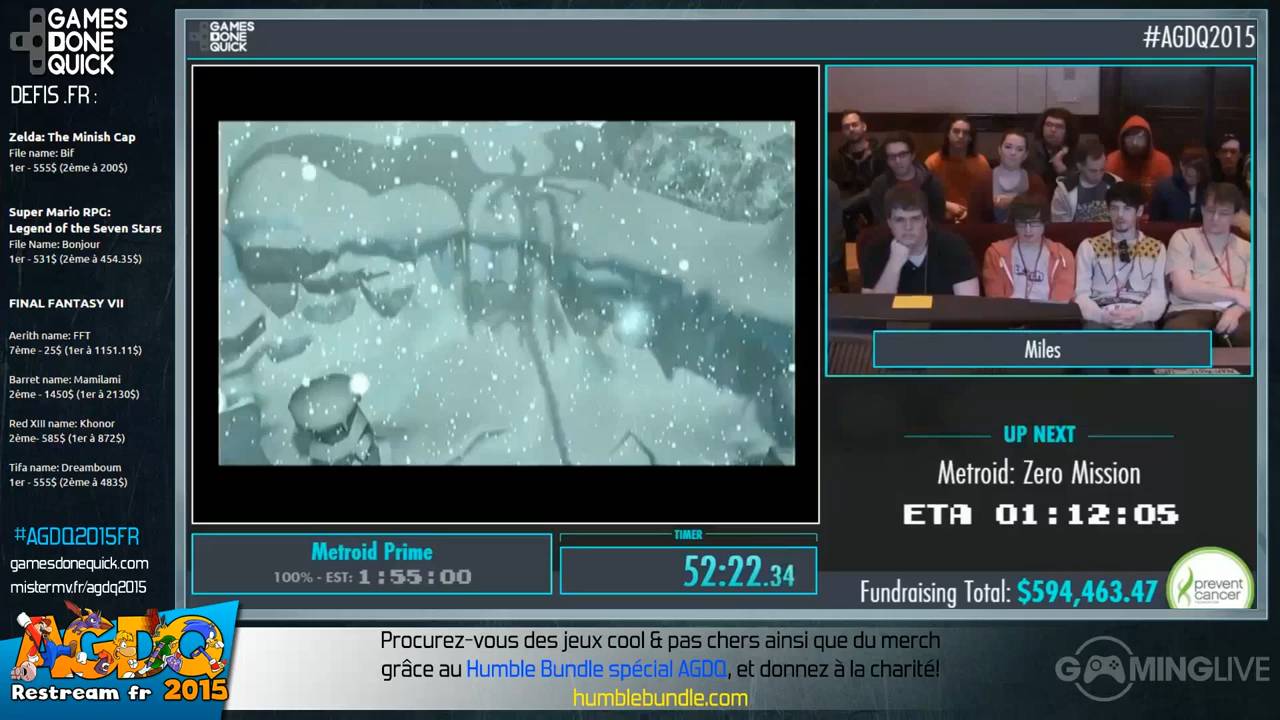 GAMES
DONE
QUICK
DEFIS .FR :
Zelda: The Minish Cap
File name: Bif
1er - 555$ (2ème à 200$)
Super Mario RPG:
Legend of the Seven Stars
File Name: Bonjour
1er - 531$ (2ème à 454.35$)
FINAL FANTASY VII
Aerith name: FFT
7ème - 25$ (1er à 1151.11$)
Barret name: Mamilami
2ème - 1450$ (1er à 2130$)
Red XIII name: Khonor
2ème- 585$ (1er à 872$)
Tifa name: Dreamboum
1er - 555$ (2ème à 483$)
#AGDQ2015FR
gamesdonequick.com
mistermv.fr/agdq2015
AGDQ
Restream fr 2015
GAMES
DONE
QUICK
#AGDQ2015
Miles
UP NEXT
Metroid: Zero Mission
ETA 01:12:05
Metroid Prime
100% - EST: 1:55:00
TIMER
52:22.34
Fundraising Total: $594,463.47
prevent
cancer
Procurez-vous des jeux cool & pas chers ainsi que du merch
grâce au Humble Bundle spécial AGDQ, et donnez à la charité!
humblebundle.com
GAMINGLIVE